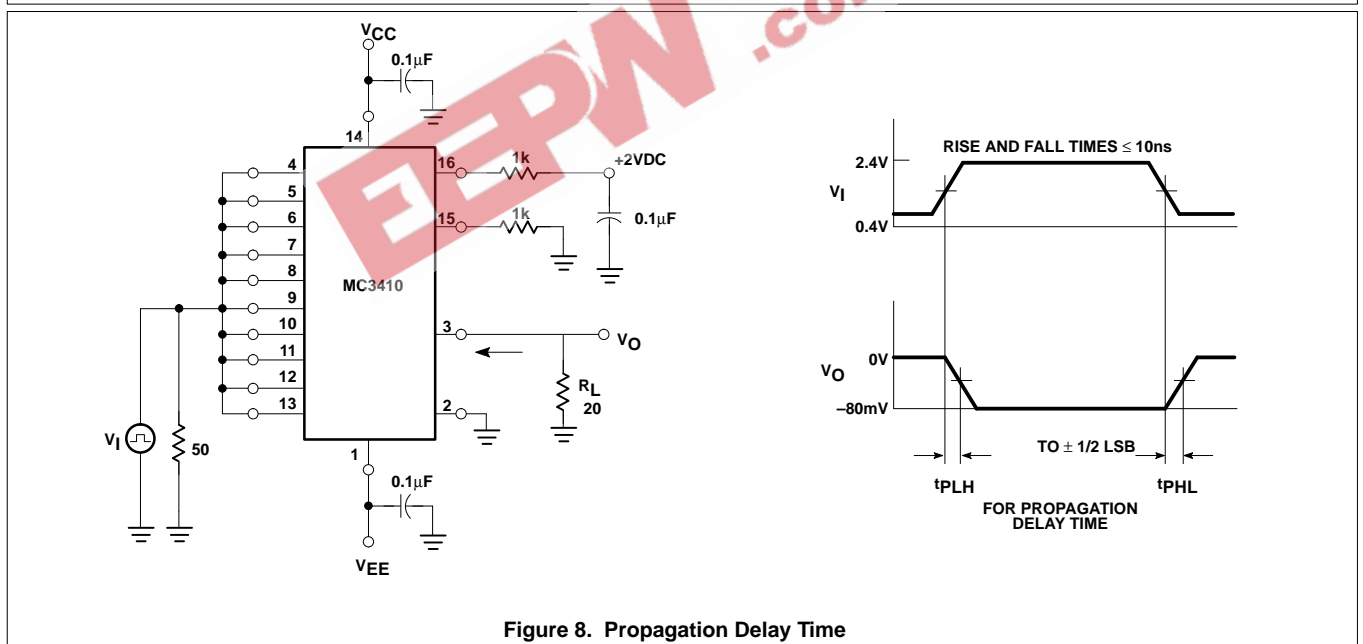 VCC
0.1µF
14
4
5
6
7
8
9
10
11
12
13
16
1k
+2VDC
15
1k
0.1µF
MC3410
3
VO
RL
20
2
VI
50
1
0.1µF
VEE
RISE AND FALL TIMES ≤ 10ns
2.4V
VI
0.4V
0V
VO
–80mV
TO ± 1/2 LSB
tPLH
tPHL
FOR PROPAGATION
DELAY TIME
Figure 8. Propagation Delay Time
EEPW.com